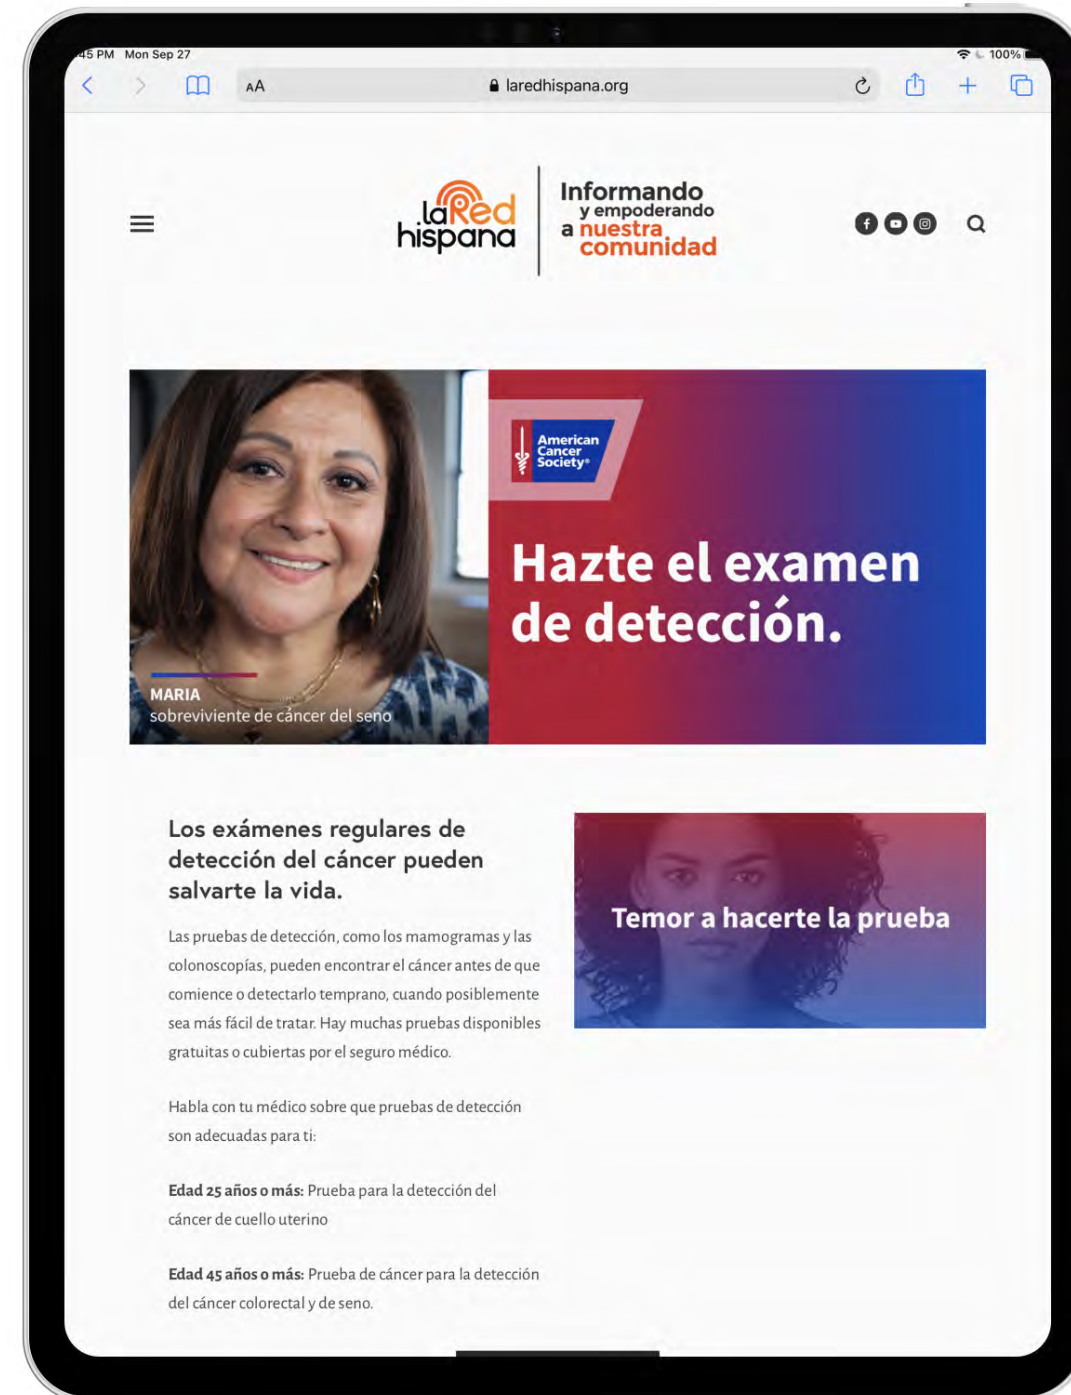 45 PM Mon Sep 27
100%
AA
laredhispana.org
laRed
hispana
Informando
y empoderando
a nuestra
comunidad
American
Cancer
Society®
Hazte el examen
de detección.
MARIA
sobreviviente de cáncer del seno
Los exámenes regulares de
detección del cáncer pueden
salvarte la vida.
Las pruebas de detección, como los mamogramas y las
colonoscopías, pueden encontrar el cáncer antes de que
comience o detectarlo temprano, cuando posiblemente
sea más fácil de tratar. Hay muchas pruebas disponibles
gratuitas o cubiertas por el seguro médico.
Habla con tu médico sobre que pruebas de detección
son adecuadas para ti:
Edad 25 años o más: Prueba para la detección del
cáncer de cuello uterino
Edad 45 años o más: Prueba de cáncer para la detección
del cáncer colorectal y de seno.
Temor a hacerte la prueba